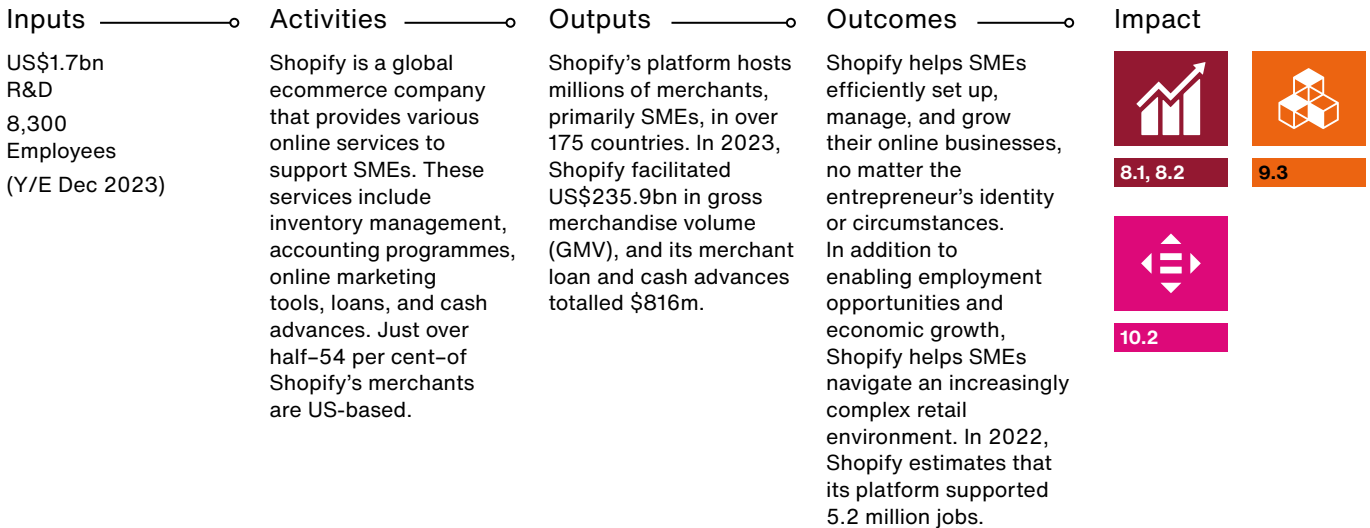 Inputs
US$1.7bn
R&D
8,300
Employees
(Y/E Dec 2023)
Activities
Shopify is a global
ecommerce company
that provides various
online services to
support SMEs. These
services include
inventory management,
accounting programmes,
online marketing
tools, loans, and cash
advances. Just over
half–54 per cent–of
Shopify’s merchants
are US-based.
Outputs
Shopify’s platform hosts
millions of merchants,
primarily SMEs, in over
175 countries. In 2023,
Shopify facilitated
US$235.9bn in gross
merchandise volume
(GMV), and its merchant
loan and cash advances
totalled $816m.
Outcomes
Shopify helps SMEs
efficiently set up,
manage, and grow
their online businesses,
no matter the
entrepreneur’s identity
or circumstances.
In addition to
enabling employment
opportunities and
economic growth,
Shopify helps SMEs
navigate an increasingly
complex retail
environment. In 2022,
Shopify estimates that
its platform supported
5.2 million jobs.
Impact
8.1, 8.2
9.3
10.2